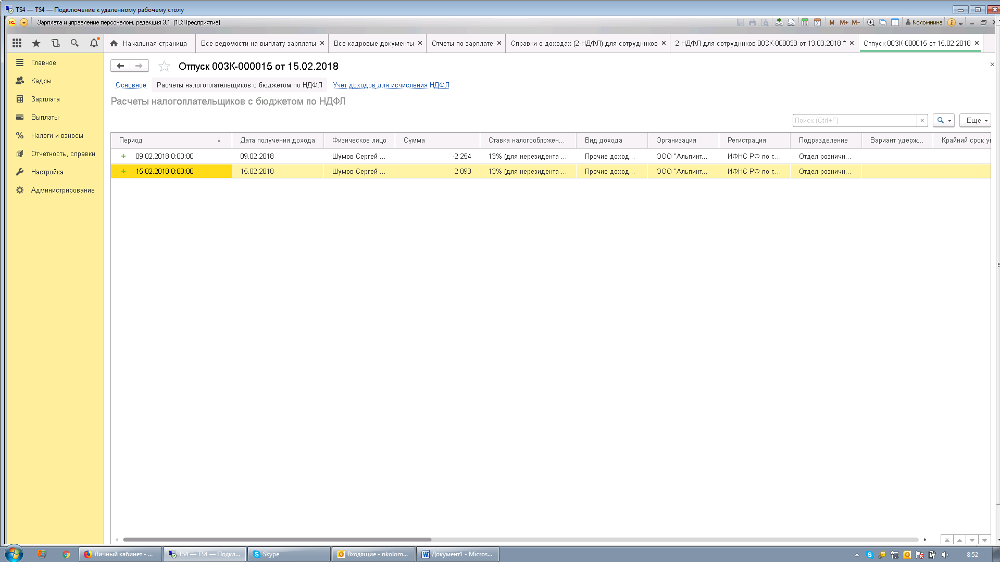 TS4 — TS4 — Подключение к удаленному рабочему столу
Зарплата и управление персоналом, редакция 3.1 (1С:Предприятие)
M M+ M- Коломнина
Начальная страница
Все ведомости на выплату зарплаты
Все кадровые документы
Отчеты по зарплате
Справки о доходах (2-НДФЛ) для сотрудников
2-НДФЛ для сотрудников 003К-000038 от 13.03.2018 *
Отпуск 003К-000015 от 15.02.2018
Главное
Кадры
Зарплата
Выплаты
Налоги и взносы
Отчетность, справки
Настройка
Администрирование
Отпуск 003К-000015 от 15.02.2018
Основное Расчеты налогоплательщиков с бюджетом по НДФЛ Учет доходов для исчисления НДФЛ
Расчеты налогоплательщиков с бюджетом по НДФЛ
Поиск (Ctrl+F) Еще
Период Дата получения дохода Физическое лицо Сумма Ставка налогообложен... Вид дохода Организация Регистрация Подразделение Вариант удерж... Крайний срок у
09.02.2018 0:00:00 09.02.2018 Шумов Сергей ... -2 254 13% (для нерезидента ... Прочие доход... ООО "Альпинт... ИФНС РФ по г.... Отдел розничн...
15.02.2018 0:00:00 15.02.2018 Шумов Сергей ... 2 893 13% (для нерезидента ... Прочие доход... ООО "Альпинт... ИФНС РФ по г.... Отдел розничн...
Личный кабинет - ... TS4 — TS4 — Подкл... Skype Входящие - nkolom... Документ1 - Micros... 8:52